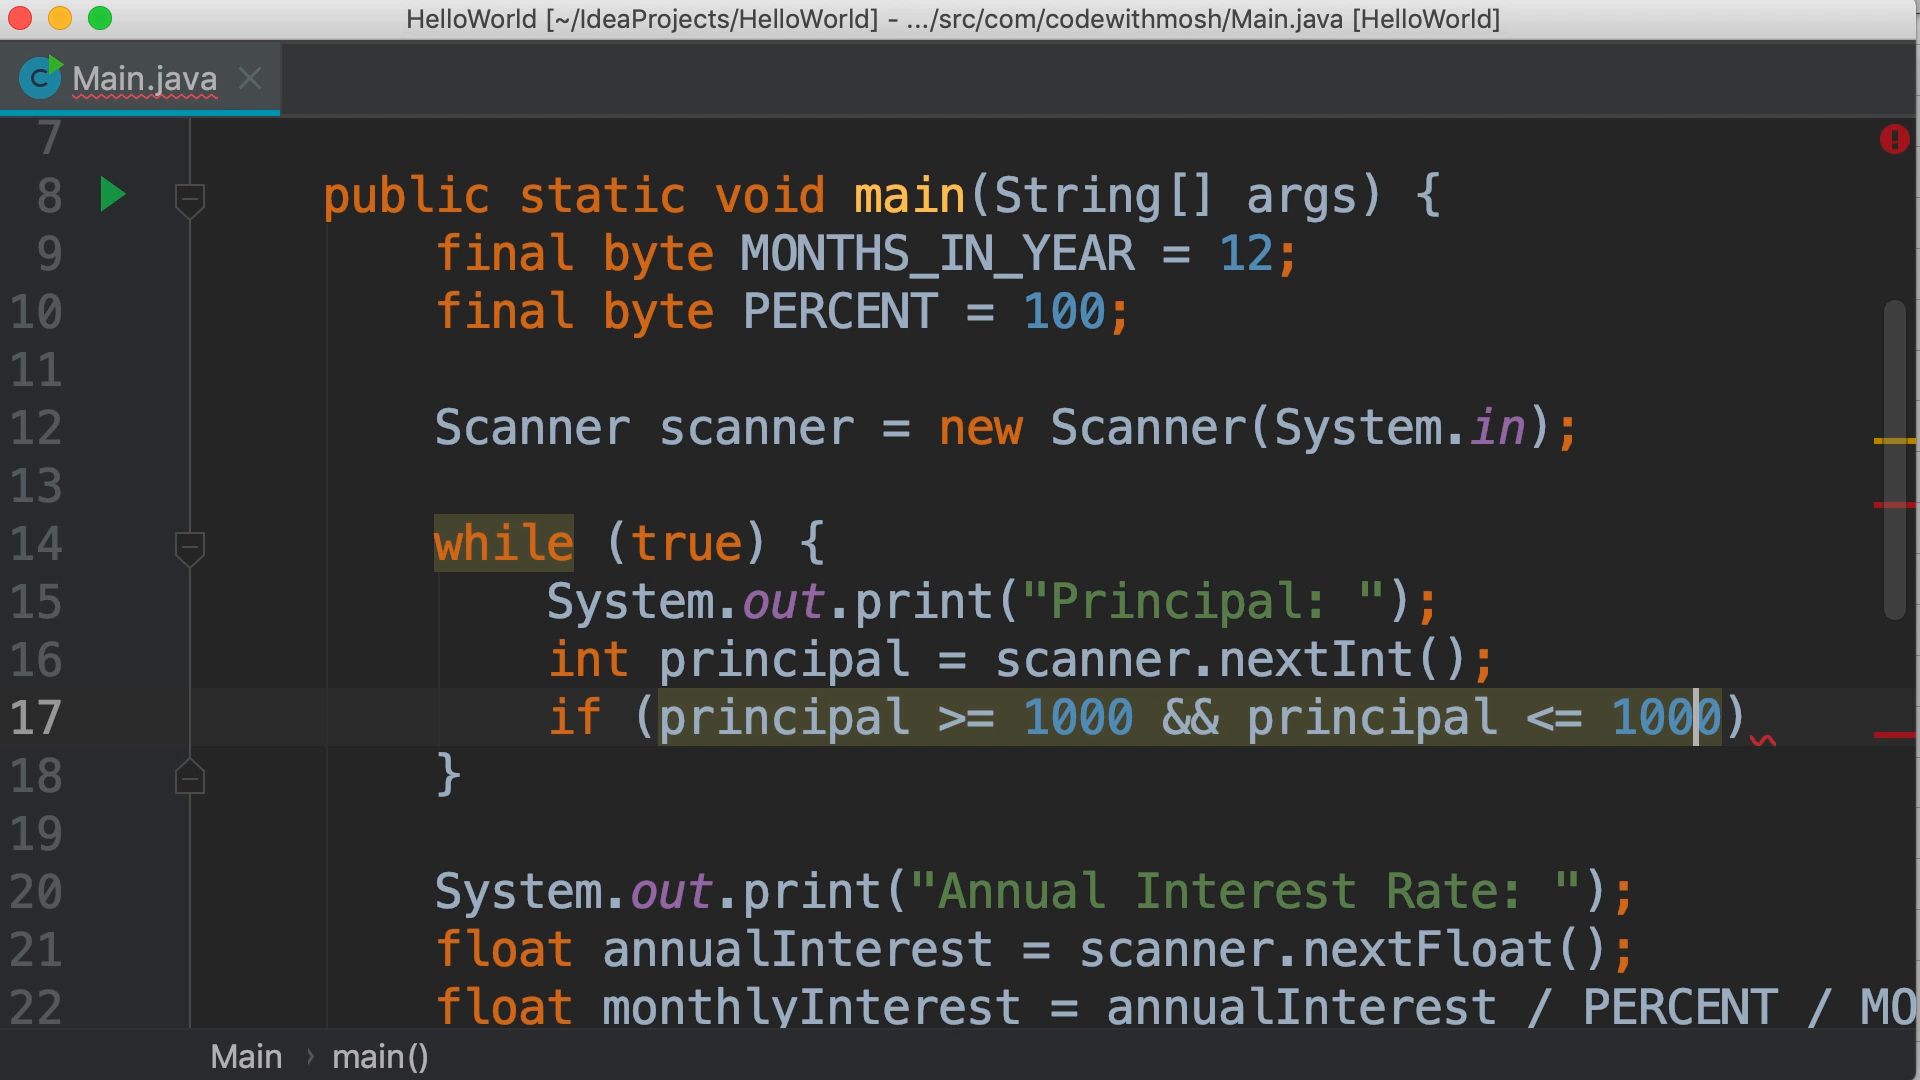 HelloWorld [~/IdeaProjects/HelloWorld] - .../src/com/codewithmosh/Main.java [HelloWorld]
Main.java
7
8 public static void main(String[] args) {
9 final byte MONTHS_IN_YEAR = 12;
10 final byte PERCENT = 100;
11
12 Scanner scanner = new Scanner(System.in);
13
14 while (true) {
15 System.out.print("Principal: ");
16 int principal = scanner.nextInt();
17 if (principal >= 1000 && principal <= 1000)
18 }
19
20 System.out.print("Annual Interest Rate: ");
21 float annualInterest = scanner.nextFloat();
22 float monthlyInterest = annualInterest / PERCENT / MO
Main › main()